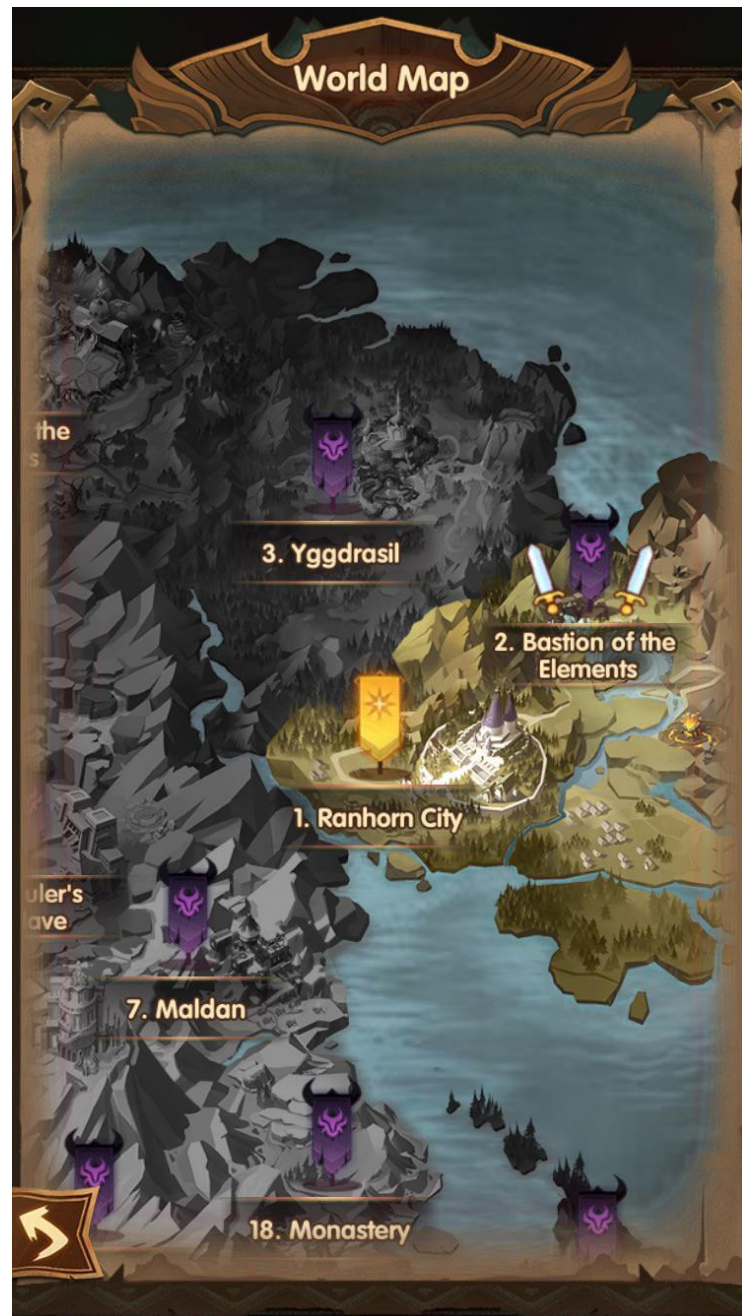 World Map
the
3. Yggdrasil
2. Bastion of the
Elements
1. Ranhorn City
uler's
ave
7. Maldan
18. Monastery